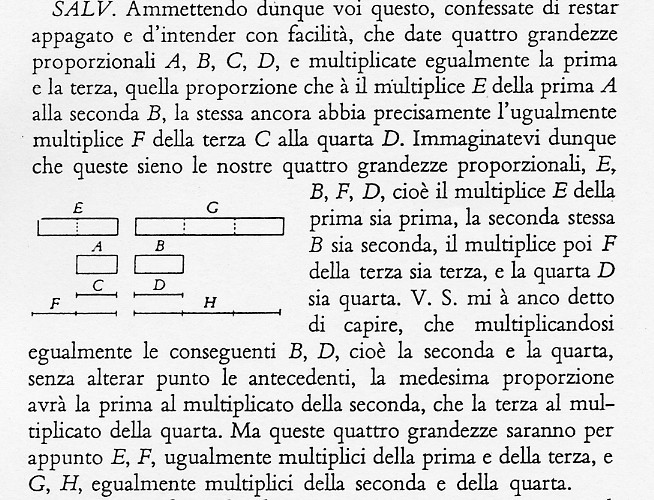 SALV. Ammettendo dunque voi questo, confessate di restar
appagato e d'intender con facilità, che date quattro grandezze
proporzionali A, B, C, D, e multiplicate egualmente la prima
e la terza, quella proporzione che à il multiplice E della prima A
alla seconda B, la stessa ancora abbia precisamente l'ugualmente
multiplice F della terza C alla quarta D. Immaginatevi dunque
che queste sieno le nostre quattro grandezze proporzionali, E,
B, F, D, cioè il multiplice E della
prima sia prima, la seconda stessa
B sia seconda, il multiplice poi F
della terza sia terza, e la quarta D
sia quarta. V. S. mi à anco detto
di capire, che multiplicandosi
E G
A B
C D
F H
egualmente le conseguenti B, D, cioè la seconda e la quarta,
senza alterar punto le antecedenti, la medesima proporzione
avrà la prima al multiplicato della seconda, che la terza al mul-
tiplicato della quarta. Ma queste quattro grandezze saranno per
appunto E, F, ugualmente multiplici della prima e della terza, e
G, H, egualmente multiplici della seconda e della quarta.